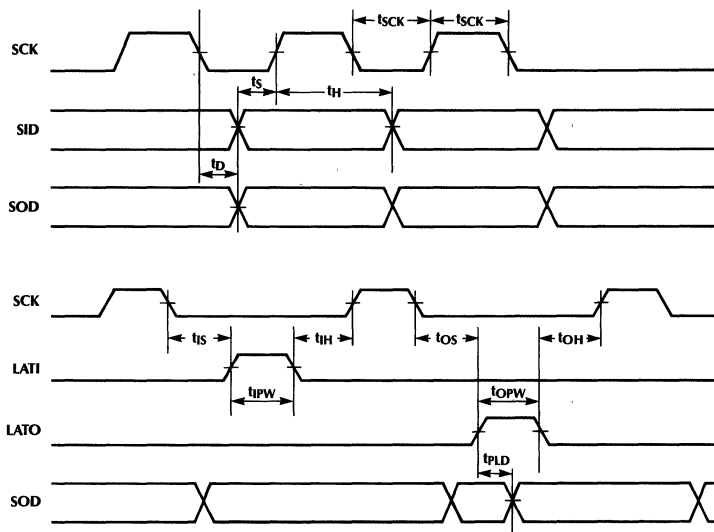 SCK
tSCK
tSCK
tS
tH
SID
tD
SOD
SCK
tIS
tIH
tOS
tOH
LATI
tIPW
tOPW
LATO
tPLD
SOD